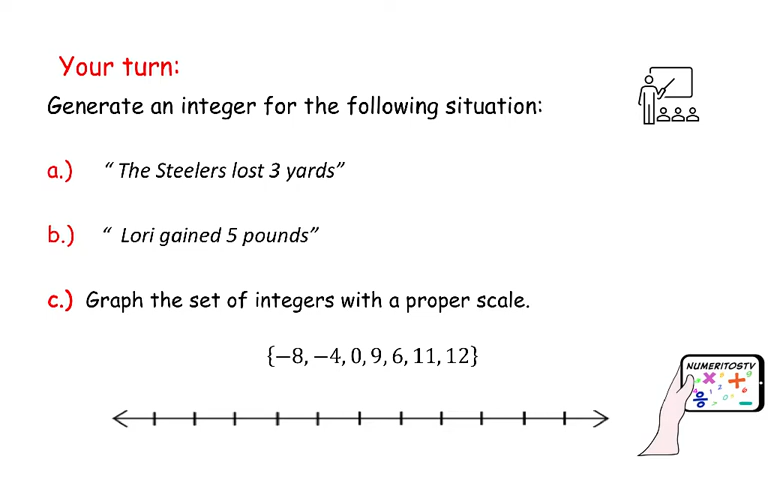 Your turn:
Generate an integer for the following situation:
a.) “ The Steelers lost 3 yards”
b.) “ Lori gained 5 pounds”
c.) Graph the set of integers with a proper scale.
{−8, −4, 0, 9, 6, 11, 12}
NUMERITOSTV